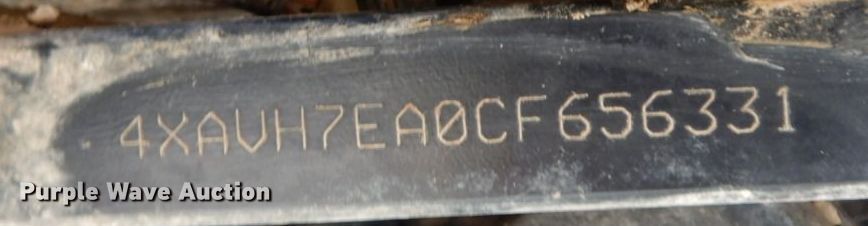 4XAVH7EA0CF656331
Purple Wave Auction